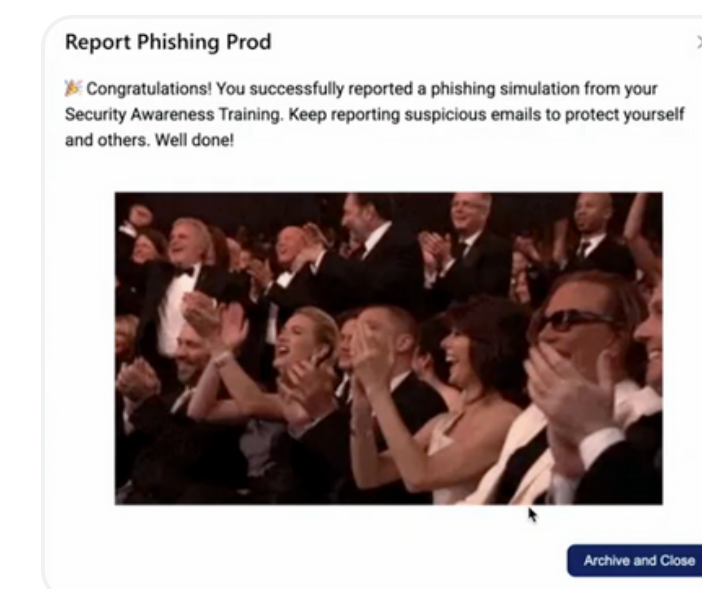 Report Phishing Prod
🎉 Congratulations! You successfully reported a phishing simulation from your
Security Awareness Training. Keep reporting suspicious emails to protect yourself
and others. Well done!
Archive and Close